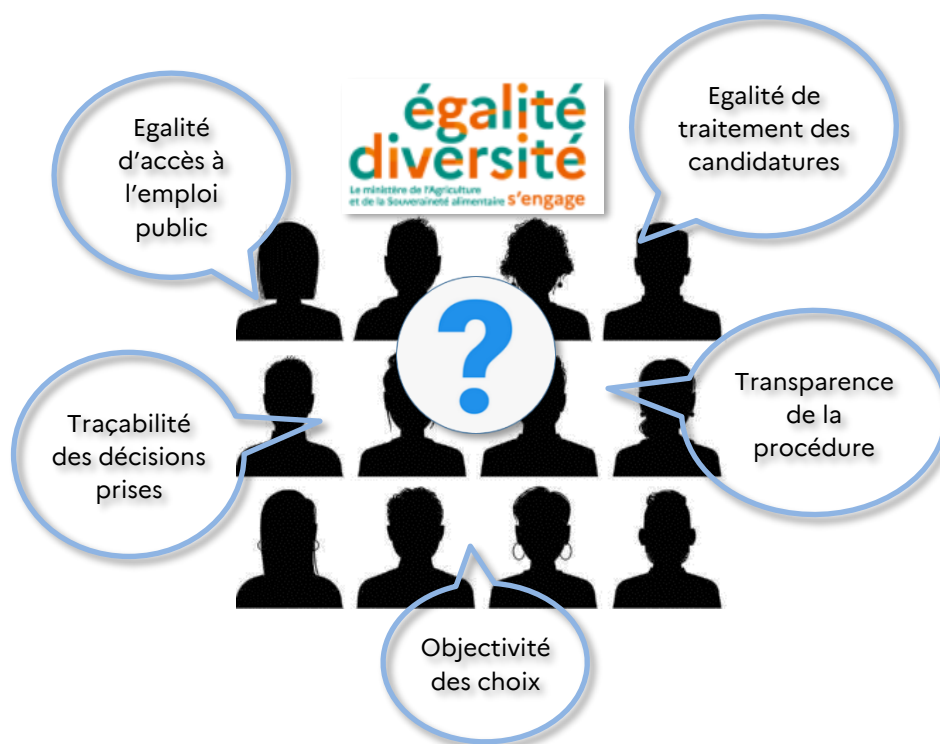 égalité
diversité
Le ministère de l'Agriculture
et de la Souveraineté alimentaire s'engage
Egalité
d'accès à
l'emploi
public
Egalité de
traitement des
candidatures
?
Traçabilité
des décisions
prises
Transparence
de la
procédure
Objectivité
des choix